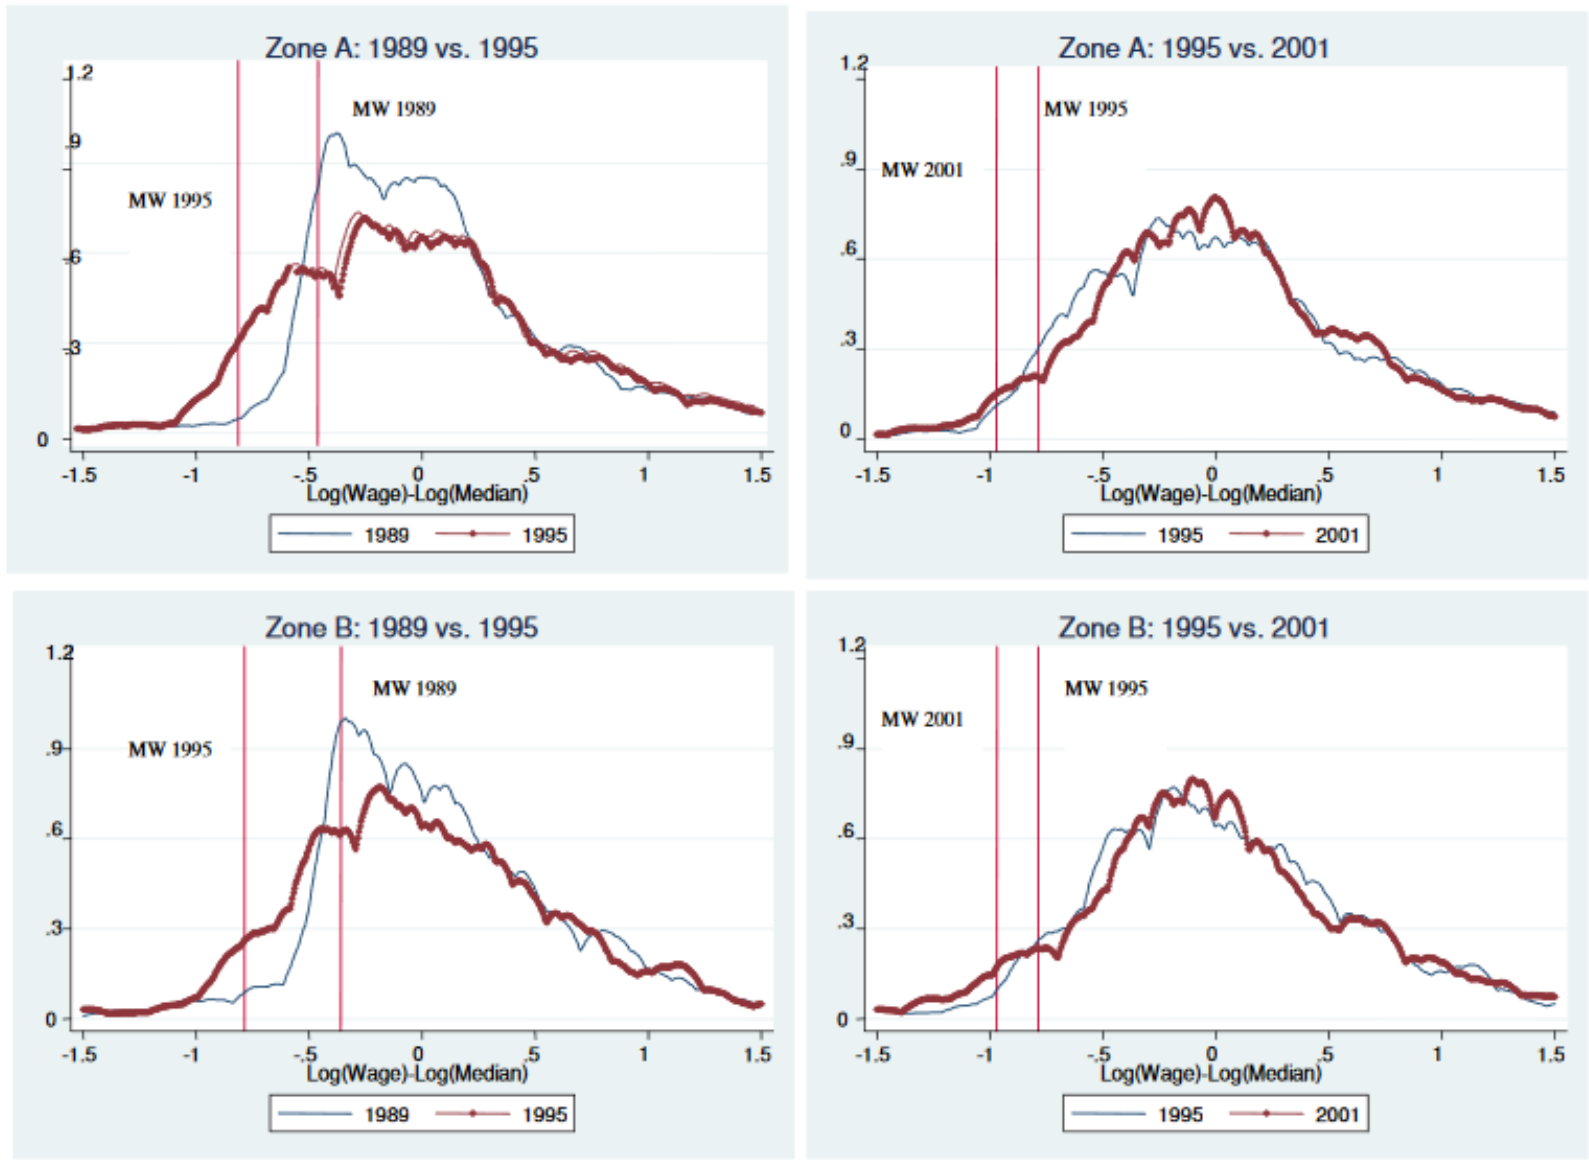 Zone A: 1989 vs. 1995
1.2
MW 1989
.9
MW 1995
.6
.3
0
-1.5 -1 -.5 0 .5 1 1.5
Log(Wage)-Log(Median)
1989 1995
Zone A: 1995 vs. 2001
1.2
MW 1995
.9
MW 2001
.6
.3
0
-1.5 -1 -.5 0 .5 1 1.5
Log(Wage)-Log(Median)
1995 2001
Zone B: 1989 vs. 1995
1.2
MW 1989
.9
MW 1995
.6
.3
0
-1.5 -1 -.5 0 .5 1 1.5
Log(Wage)-Log(Median)
1989 1995
Zone B: 1995 vs. 2001
1.2
MW 1995
MW 2001
.9
.6
.3
0
-1.5 -1 -.5 0 .5 1 1.5
Log(Wage)-Log(Median)
1995 2001